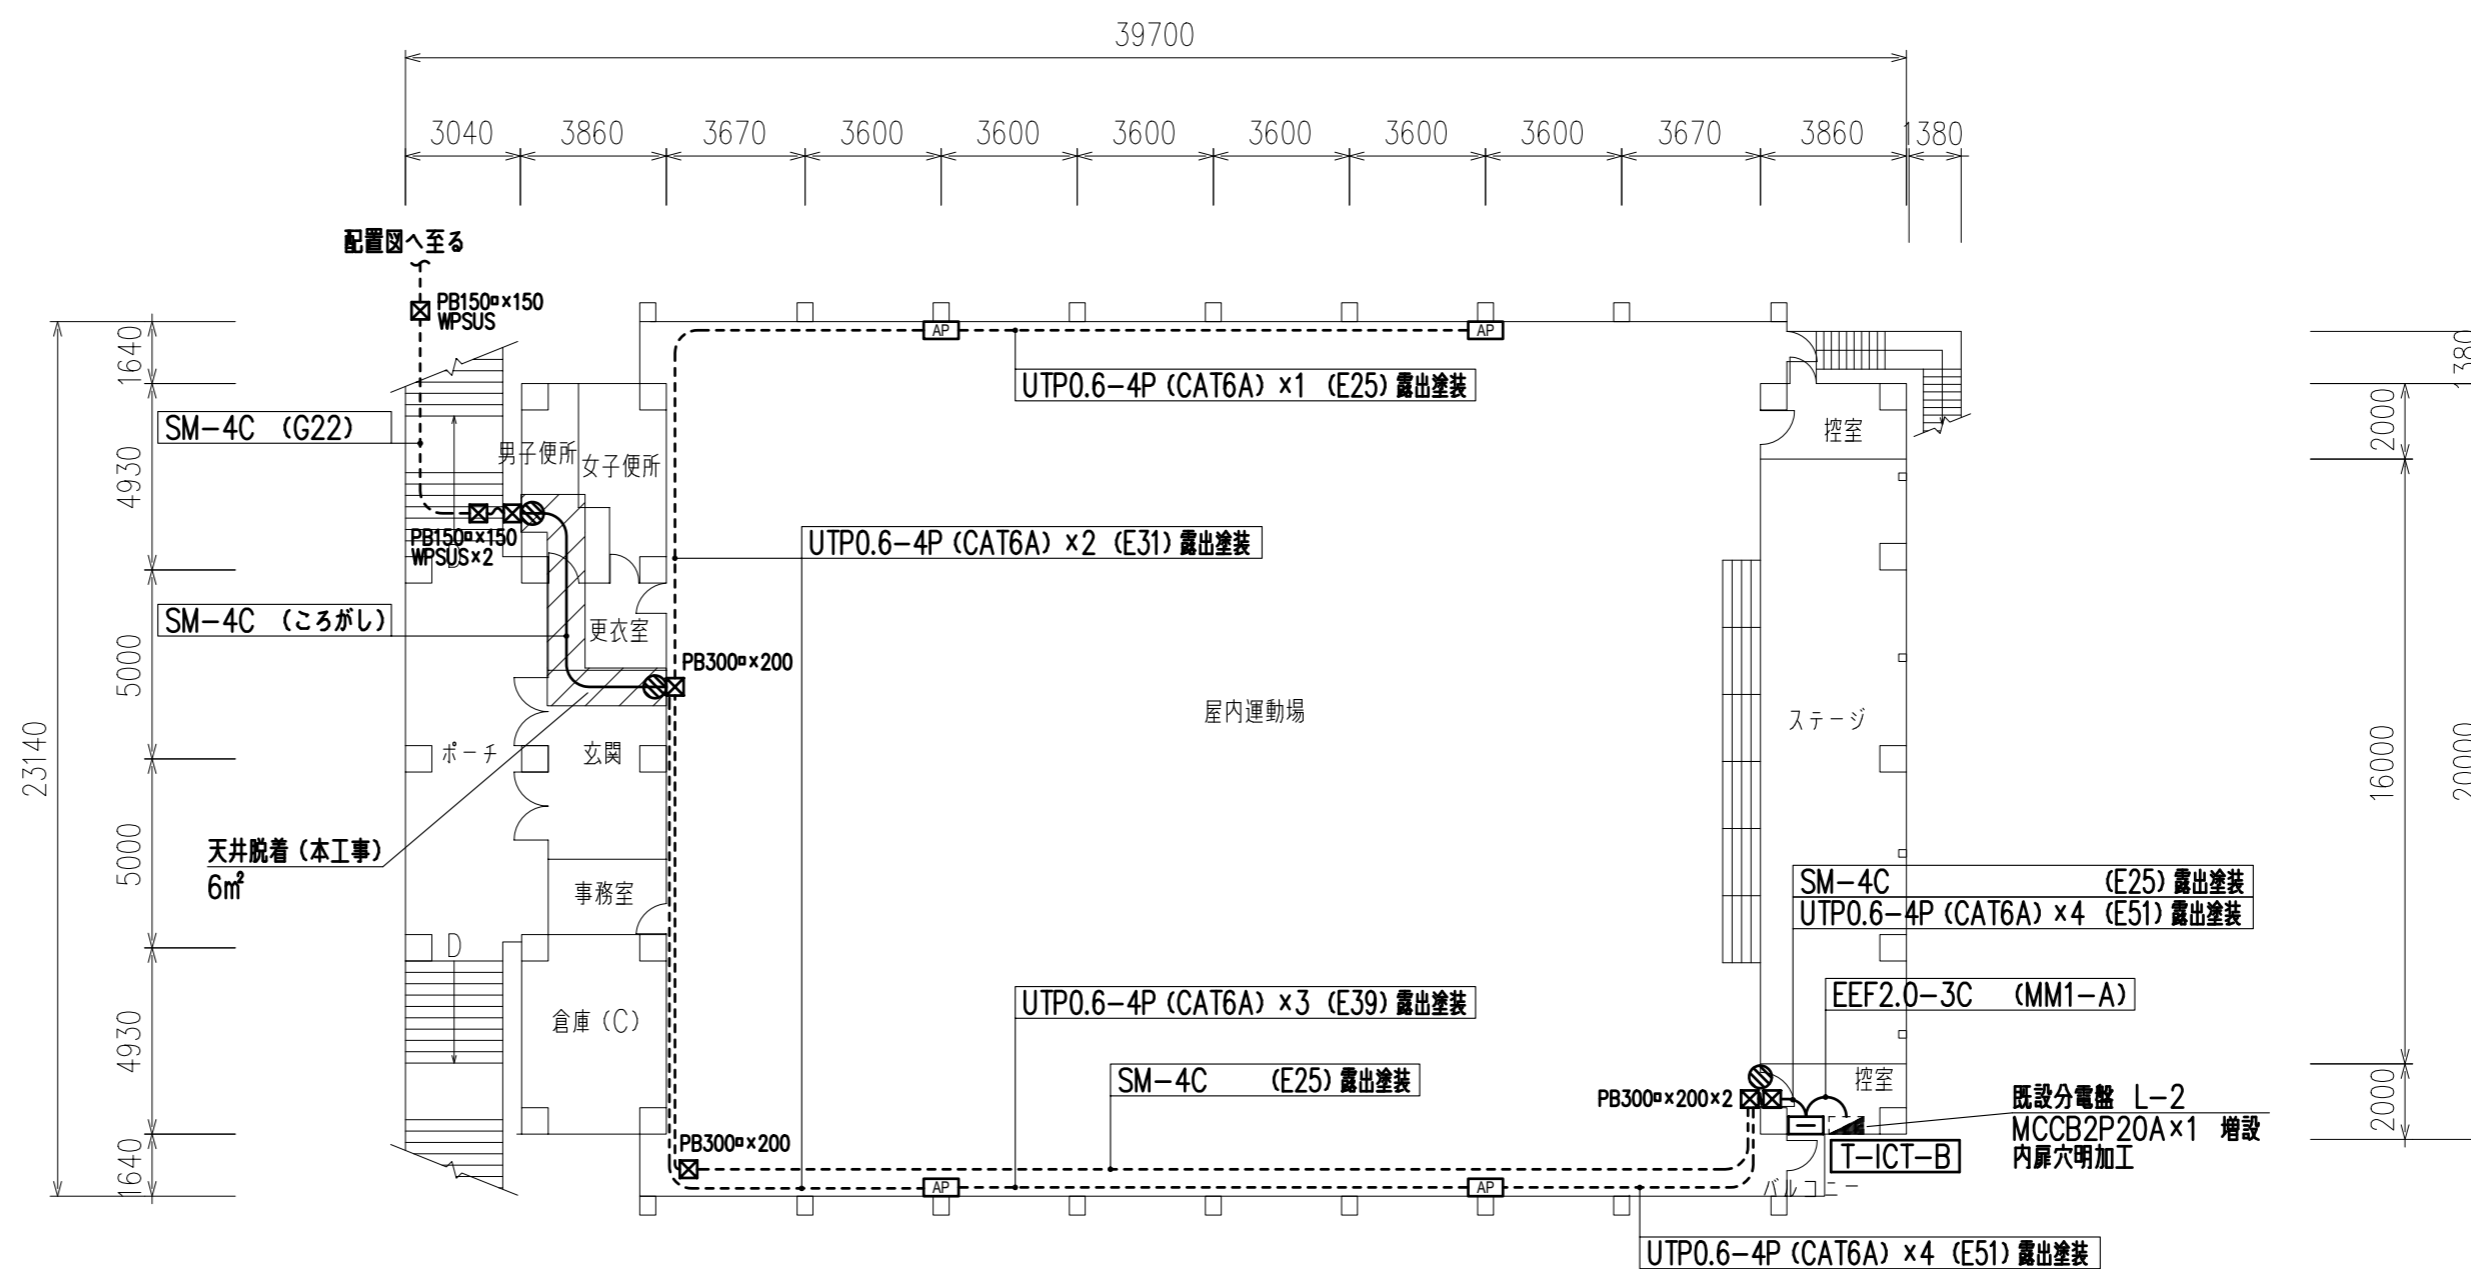 39700
3040 3860 3670 3600 3600 3600 3600 3600 3600 3670 3860 1380
配置図へ至る
PB150□×150
WPSUS
AP
AP
UTP0.6-4P (CAT6A) ×1 (E25) 露出塗装
SM-4C (G22)
男子便所
女子便所
控室
PB150□×150
WPSUS×2
D
UTP0.6-4P (CAT6A) ×2 (E31) 露出塗装
SM-4C (ころがし)
更衣室
PB300□×200
屋内運動場
ステージ
ポーチ
玄関
天井脱着 (本工事)
6㎡
事務室
SM-4C (E25) 露出塗装
UTP0.6-4P (CAT6A) ×4 (E51) 露出塗装
D
倉庫 (C)
UTP0.6-4P (CAT6A) ×3 (E39) 露出塗装
EEF2.0-3C (MM1-A)
SM-4C (E25) 露出塗装
控室
PB300□×200×2
既設分電盤 L-2
MCCB2P20A×1 増設
内扉穴明加工
PB300□×200
T-ICT-B
AP
AP
バルコニー
UTP0.6-4P (CAT6A) ×4 (E51) 露出塗装
23140
1640
4930
5000
5000
4930
1640
2000
16000
2000
1380
20000